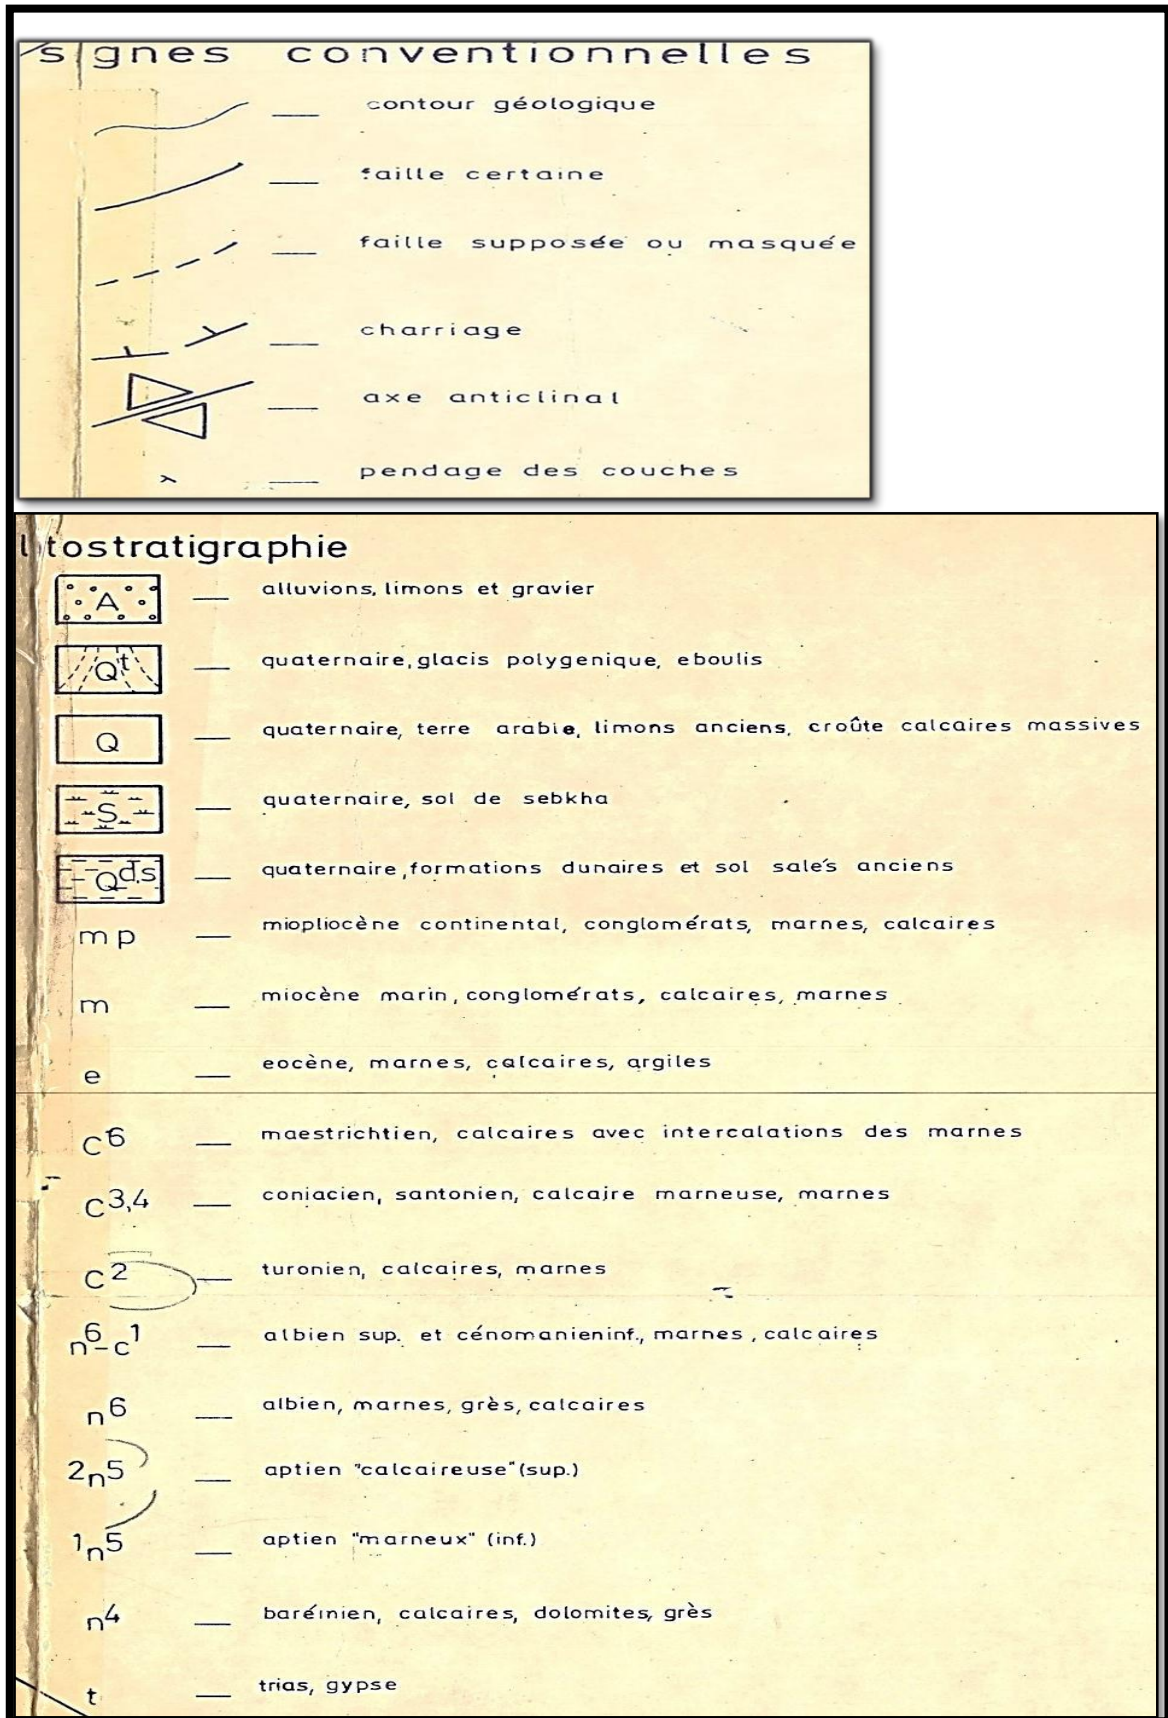 signes conventionnelles
contour géologique
faille certaine
faille supposée ou masquée
charriage
axe anticlinal
pendage des couches
litostratigraphie
A — alluvions, limons et gravier
Qt — quaternaire, glacis polygenique, eboulis
Q — quaternaire, terre arabie, limons anciens, croûte calcaires massives
S — quaternaire, sol de sebkha
Qd,s — quaternaire, formations dunaires et sol salés anciens
mp — miopliocène continental, conglomérats, marnes, calcaires
m — miocène marin, conglomérats, calcaires, marnes
e — eocène, marnes, calcaires, argiles
c6 — maestrichtien, calcaires avec intercalations des marnes
c3,4 — coniacien, santonien, calcaire marneuse, marnes
c2 — turonien, calcaires, marnes
n6-c1 — albien sup. et cénomanieninf., marnes, calcaires
n6 — albien, marnes, grès, calcaires
2n5 — aptien "calcaireuse" (sup.)
1n5 — aptien "marneux" (inf.)
n4 — barémien, calcaires, dolomites, grès
t — trias, gypse